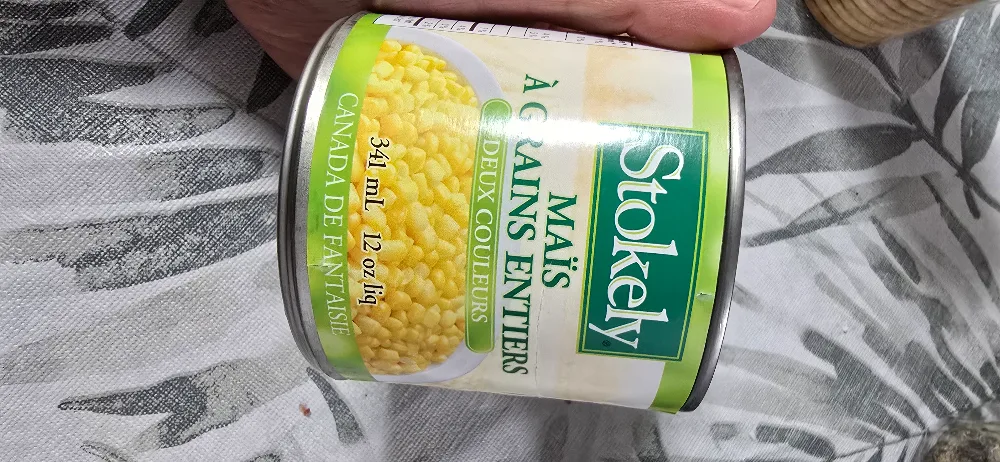 Stokely®
MAÏS
À GRAINS ENTIERS
DEUX COULEURS
341 mL 12 oz liq
CANADA DE FANTAISIE